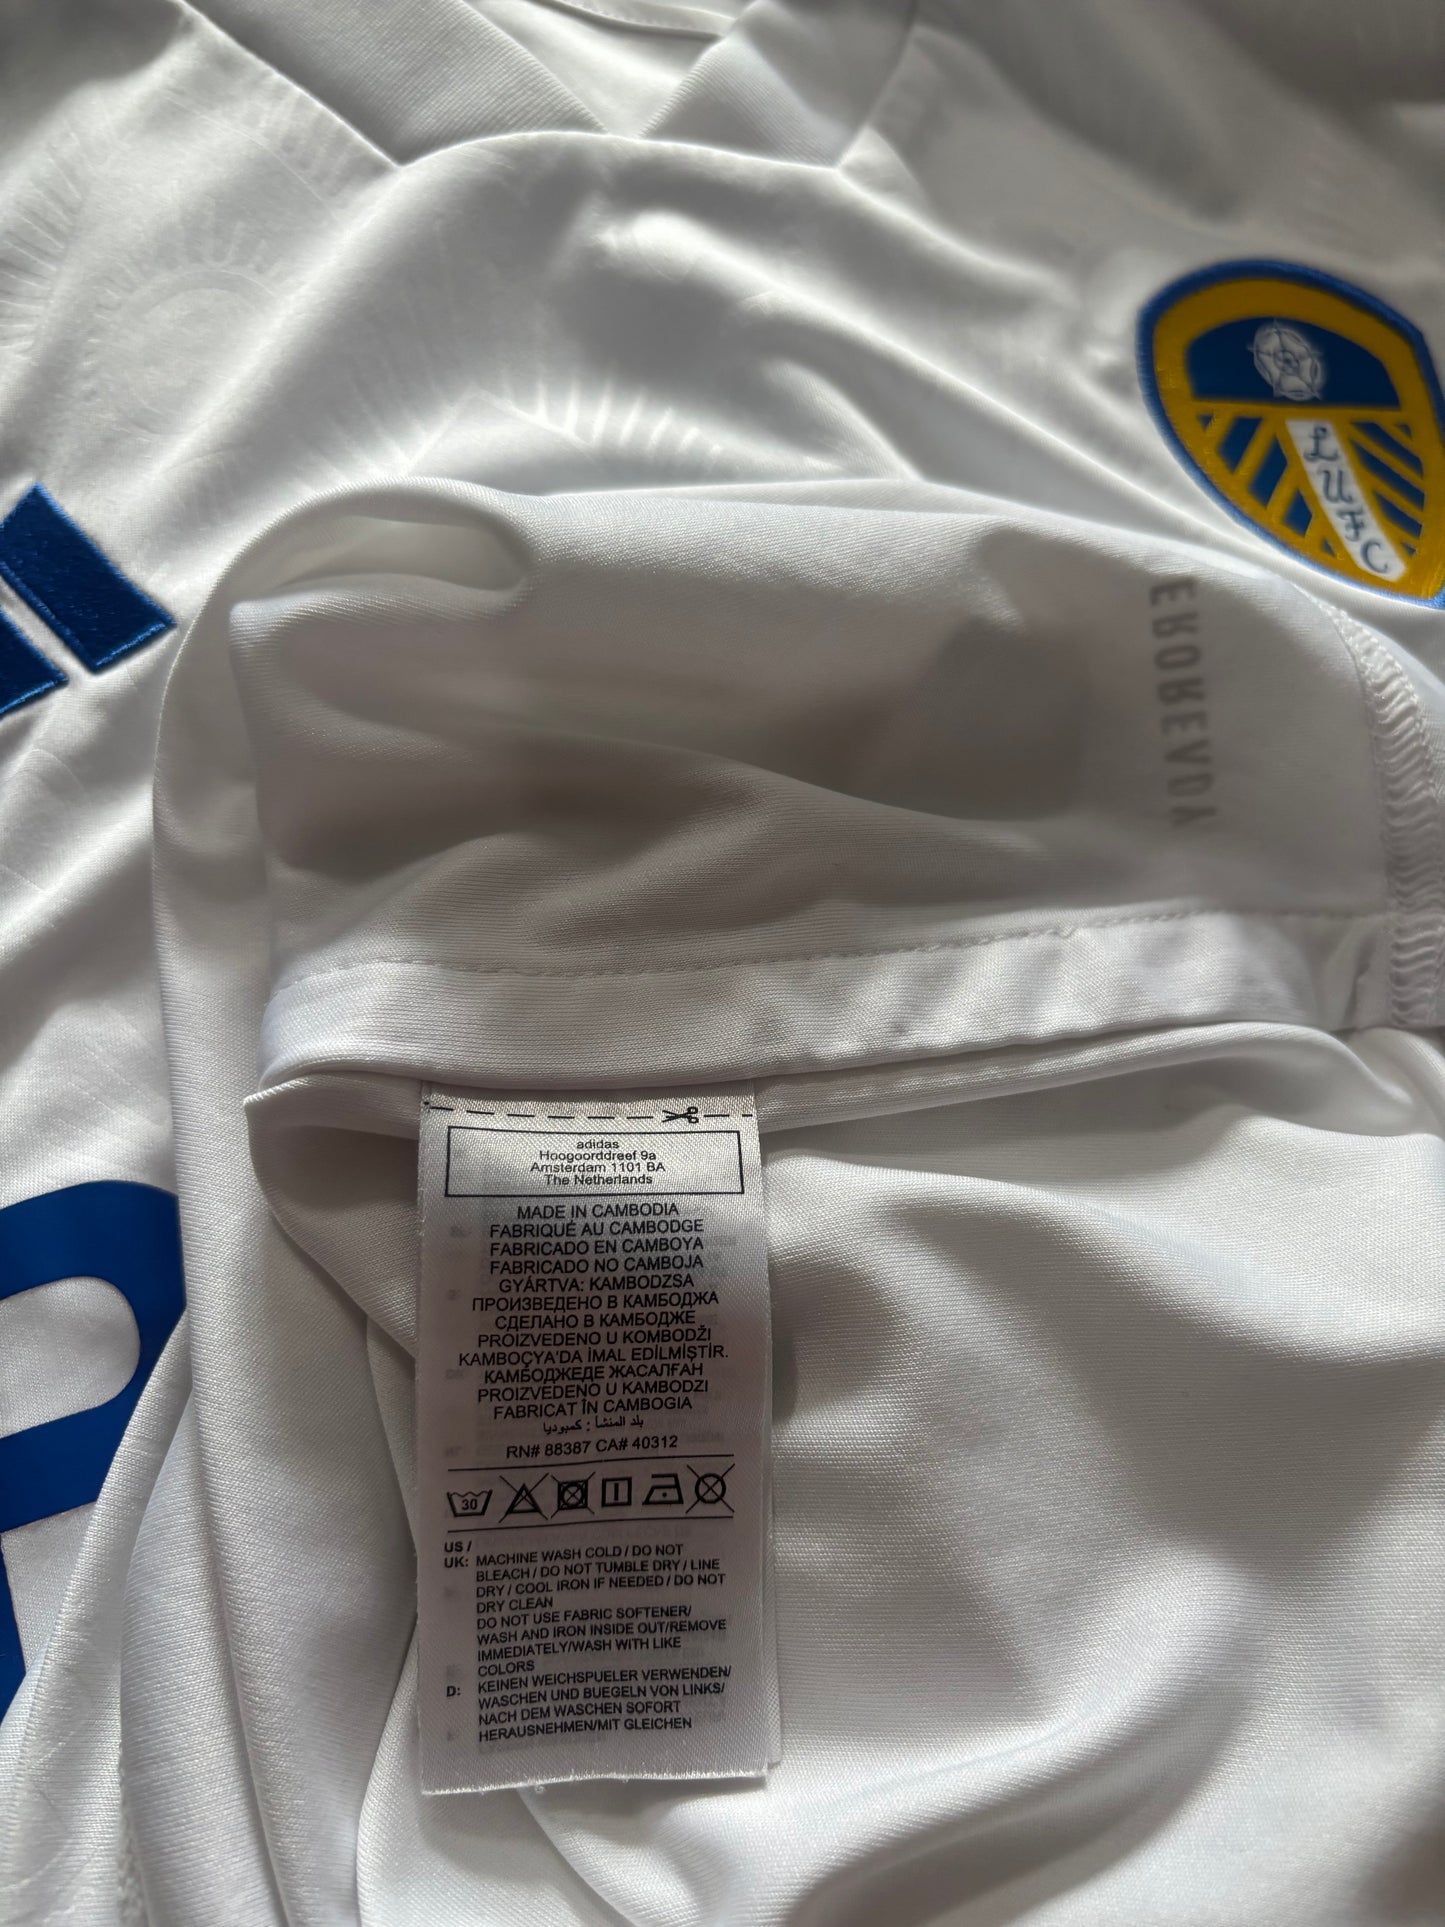 LUFC
YDVEROREЯ
adidas
Hoogoorddreef 9a
Amsterdam 1101 BA
The Netherlands
MADE IN CAMBODIA
FABRIQUÉ AU CAMBODGE
FABRICADO EN CAMBOYA
FABRICADO NO CAMBOJA
GYÁRTVA: KAMBODZSA
ПРОИЗВЕДЕНО В КАМБОДЖА
СДЕЛАНО В КАМБОДЖЕ
PROIZVEDENO U KOMBODŽI
KAMBOÇYA'DA İMAL EDİLMİŞTİR.
КАМБОДЖЕДЕ ЖАСАЛҒАН
PROIZVEDENO U KAMBODZI
FABRICAT ÎN CAMBOGIA
بلد المنشأ : كمبوديا
RN# 88387 CA# 40312
30
US /
UK: MACHINE WASH COLD / DO NOT
BLEACH / DO NOT TUMBLE DRY / LINE
DRY / COOL IRON IF NEEDED / DO NOT
DRY CLEAN
DO NOT USE FABRIC SOFTENER/
WASH AND IRON INSIDE OUT/REMOVE
IMMEDIATELY/WASH WITH LIKE
COLORS
D: KEINEN WEICHSPUELER VERWENDEN/
WASCHEN UND BUEGELN VON LINKS/
NACH DEM WASCHEN SOFORT
HERAUSNEHMEN/MIT GLEICHEN